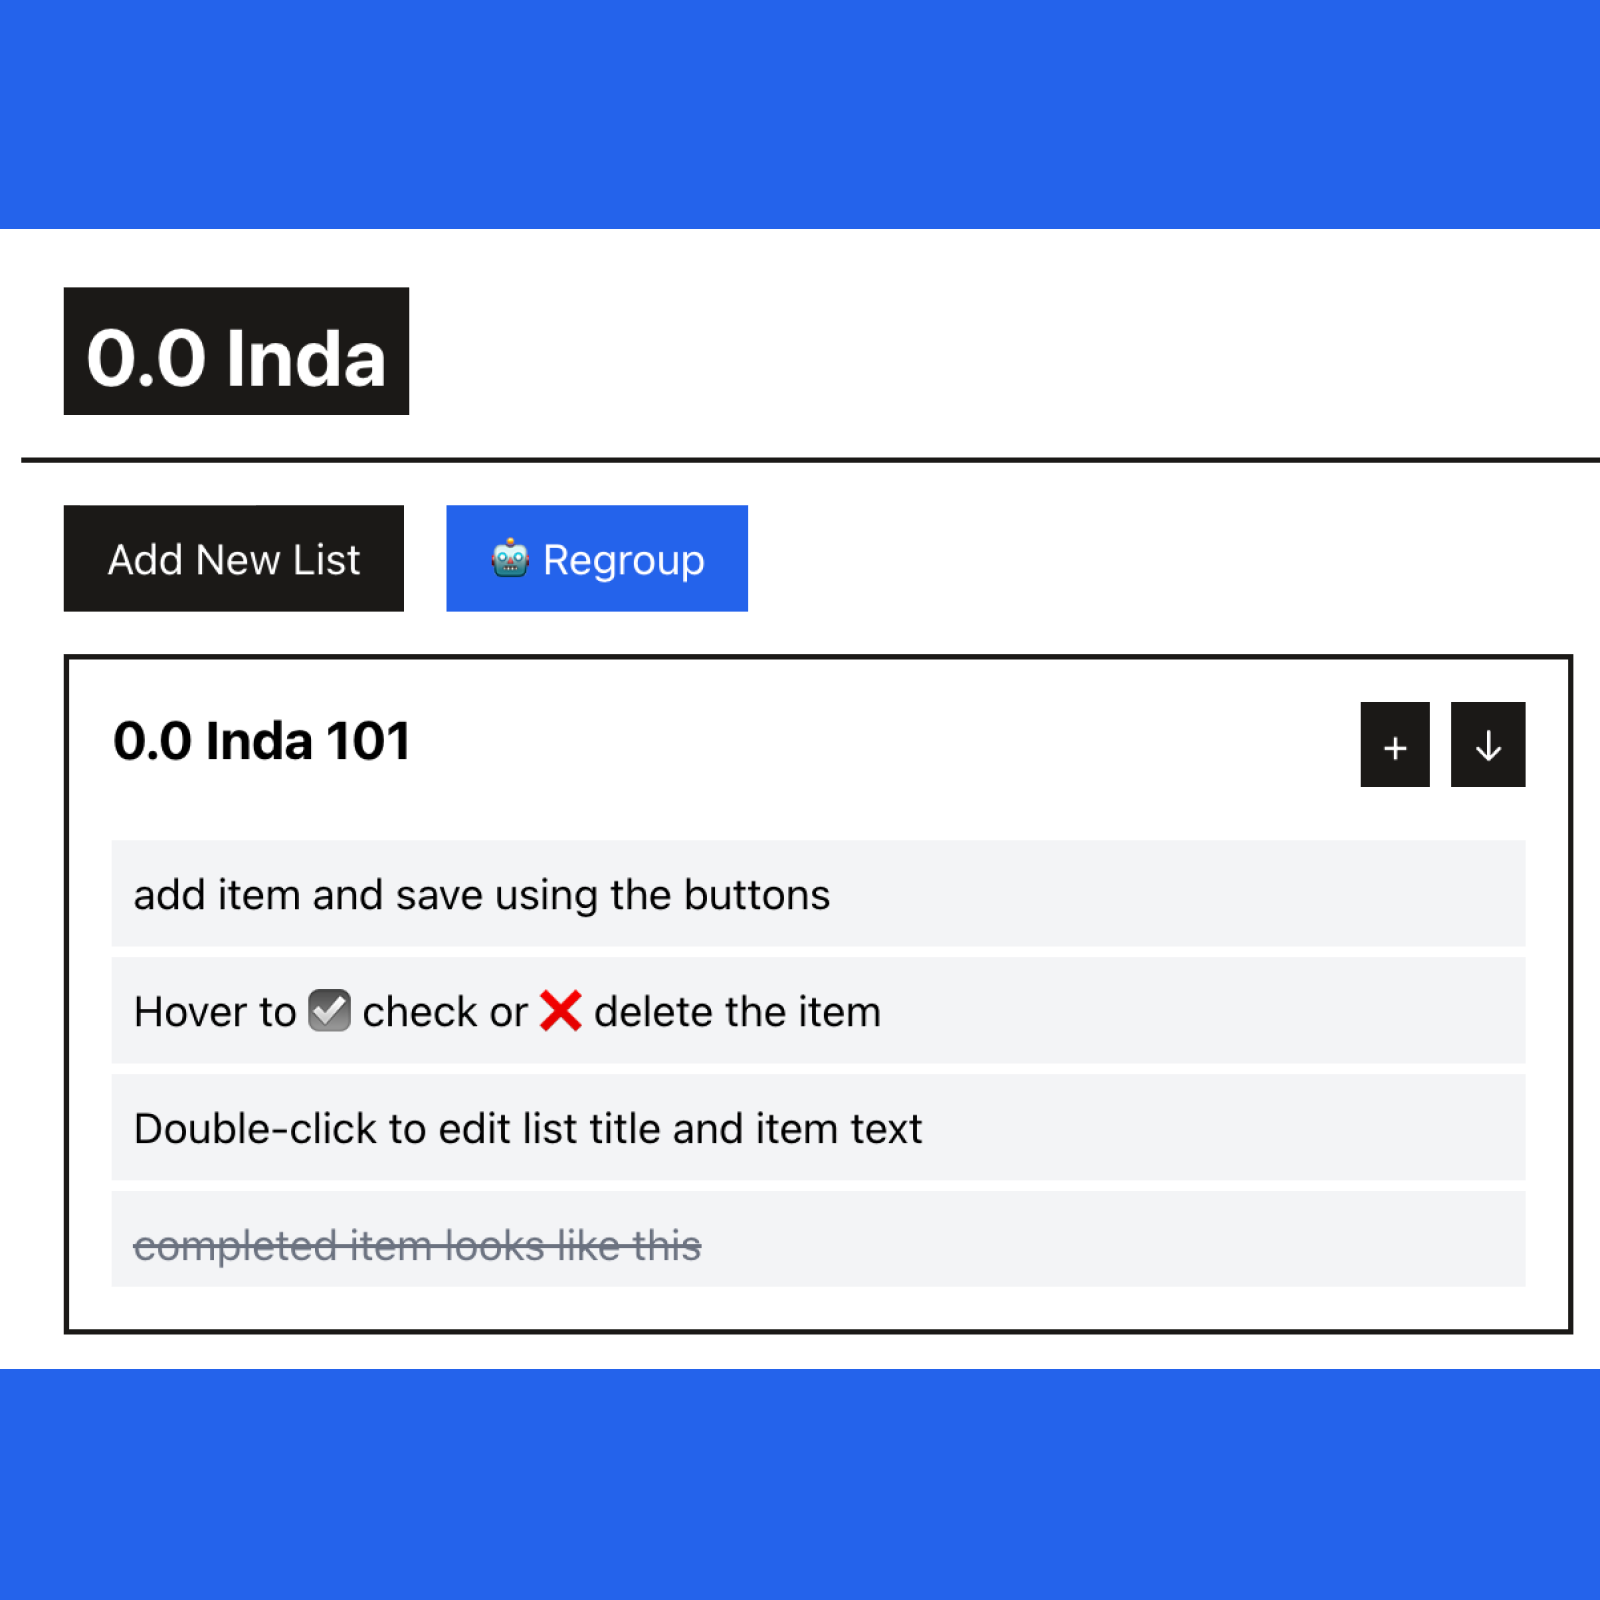 0.0 Inda
Add New List
🤖 Regroup
0.0 Inda 101
+ ↓
add item and save using the buttons
Hover to ☑️ check or ❌ delete the item
Double-click to edit list title and item text
completed item looks like this